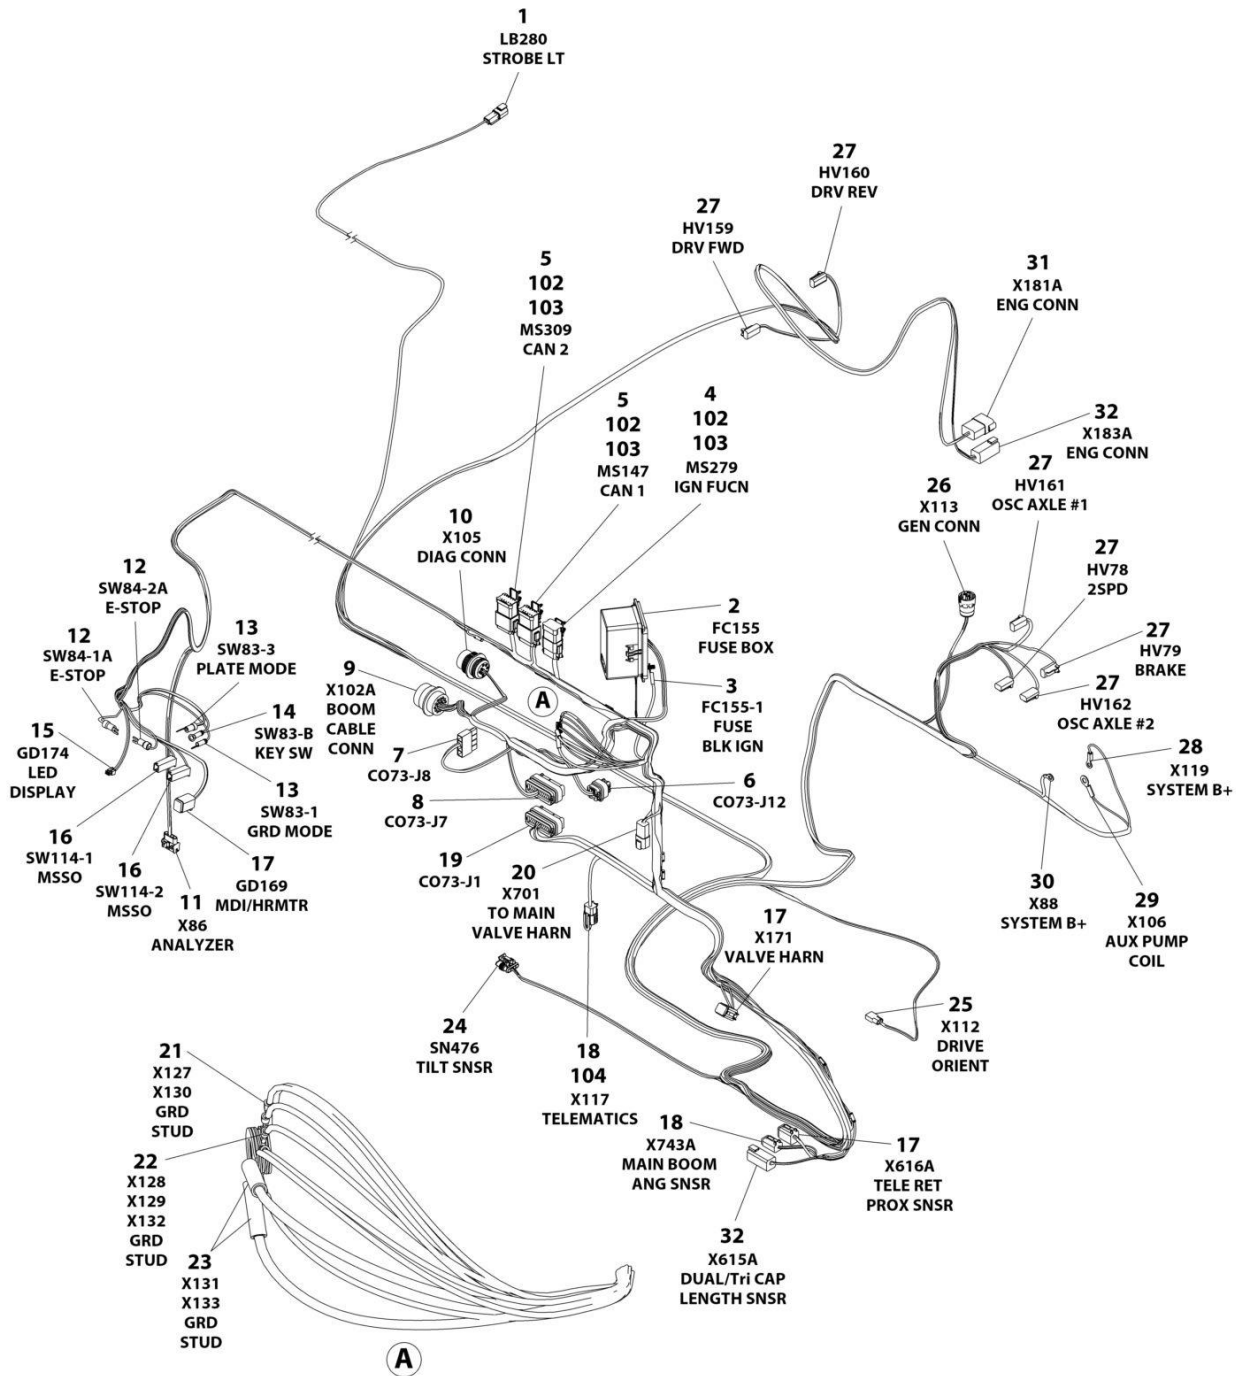 1
LB280
STROBE LT
27
HV160
DRV REV
27
HV159
DRV FWD
5
102
103
MS309
CAN 2
31
X181A
ENG CONN
5
102
103
MS147
CAN 1
4
102
103
MS279
IGN FUCN
32
X183A
ENG CONN
27
HV161
OSC AXLE #1
26
X113
GEN CONN
10
X105
DIAG CONN
27
HV78
2SPD
12
SW84-2A
E-STOP
2
FC155
FUSE BOX
13
SW83-3
PLATE MODE
12
SW84-1A
E-STOP
27
HV79
BRAKE
9
X102A
BOOM
CABLE
CONN
3
FC155-1
FUSE
BLK IGN
A
27
HV162
OSC AXLE #2
14
SW83-B
KEY SW
15
GD174
LED
DISPLAY
7
CO73-J8
28
X119
SYSTEM B+
6
CO73-J12
13
SW83-1
GRD MODE
8
CO73-J7
16
SW114-1
MSSO
16
SW114-2
MSSO
17
GD169
MDI/HRMTR
19
CO73-J1
20
X701
TO MAIN
VALVE HARN
11
X86
ANALYZER
30
X88
SYSTEM B+
29
X106
AUX PUMP
COIL
17
X171
VALVE HARN
24
SN476
TILT SNSR
25
X112
DRIVE
ORIENT
18
104
X117
TELEMATICS
21
X127
X130
GRD
STUD
18
X743A
MAIN BOOM
ANG SNSR
17
X616A
TELE RET
PROX SNSR
22
X128
X129
X132
GRD
STUD
32
X615A
DUAL/Tri CAP
LENGTH SNSR
23
X131
X133
GRD
STUD
A